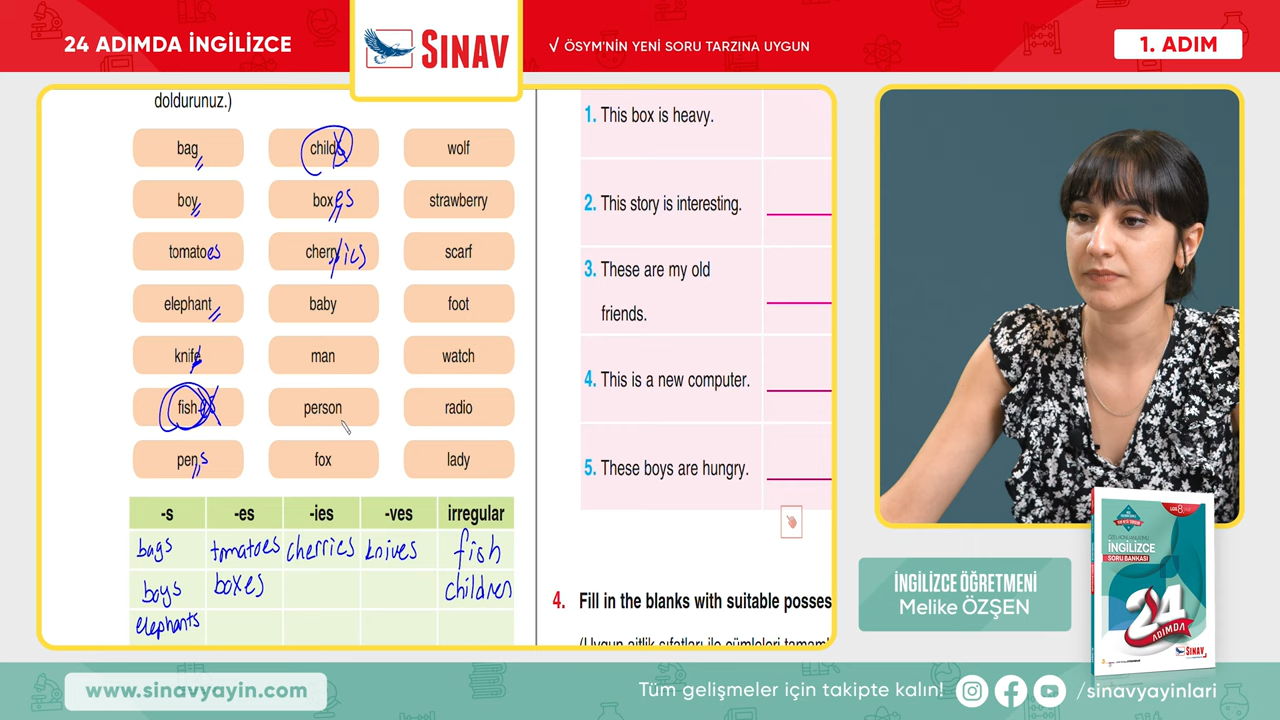 24 ADIMDA İNGİLİZCE
SINAV
√ ÖSYM'NİN YENİ SORU TARZINA UYGUN
1. ADIM
doldurunuz.)
bag
child
wolf
boy
boxes
strawberry
tomatoes
cherry/ies
scarf
elephant
baby
foot
knife
man
watch
fishes
person
radio
pens
fox
lady
-s
-es
-ies
-ves
irregular
bags
tomatoes
cherries
knives
fish
boys
boxes
children
elephants
1. This box is heavy.
2. This story is interesting.
3. These are my old
friends.
4. This is a new computer.
5. These boys are hungry.
4. Fill in the blanks with suitable posses
İNGİLİZCE ÖĞRETMENİ
Melike ÖZŞEN
İNGİLİZCE
SORU BANKASI
24
ADIMDA
SINAV
www.sinavyayin.com
Tüm gelişmeler için takipte kalın!
/sinavyayinlari